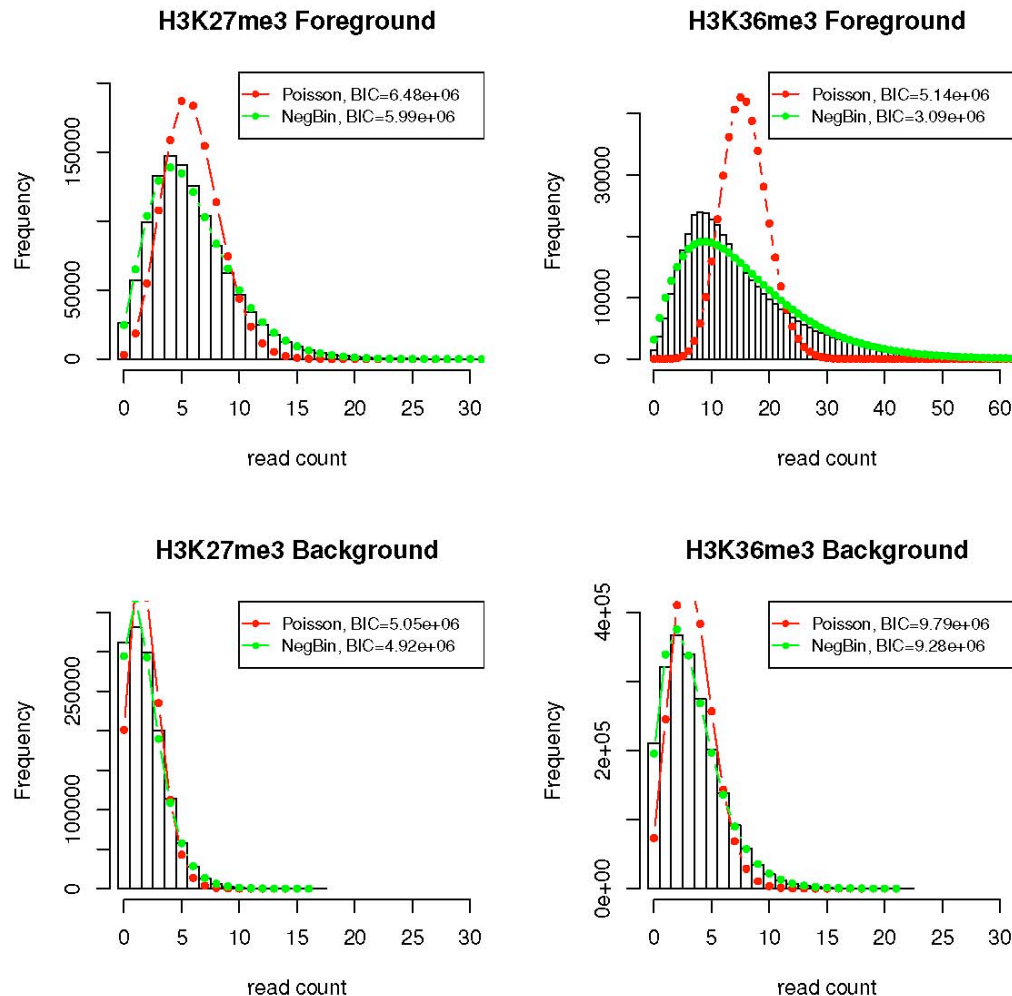 H3K27me3 Foreground
Poisson, BIC=6.48e+06
NegBin, BIC=5.99e+06
Frequency
0
50000
150000
0 5 10 15 20 25 30
read count
H3K36me3 Foreground
Poisson, BIC=5.14e+06
NegBin, BIC=3.09e+06
Frequency
0
10000
30000
0 10 20 30 40 50 60
read count
H3K27me3 Background
Poisson, BIC=5.05e+06
NegBin, BIC=4.92e+06
Frequency
0
100000
250000
0 5 10 15 20 25 30
read count
H3K36me3 Background
Poisson, BIC=9.79e+06
NegBin, BIC=9.28e+06
Frequency
0e+00
2e+05
4e+05
0 5 10 15 20 25 30
read count